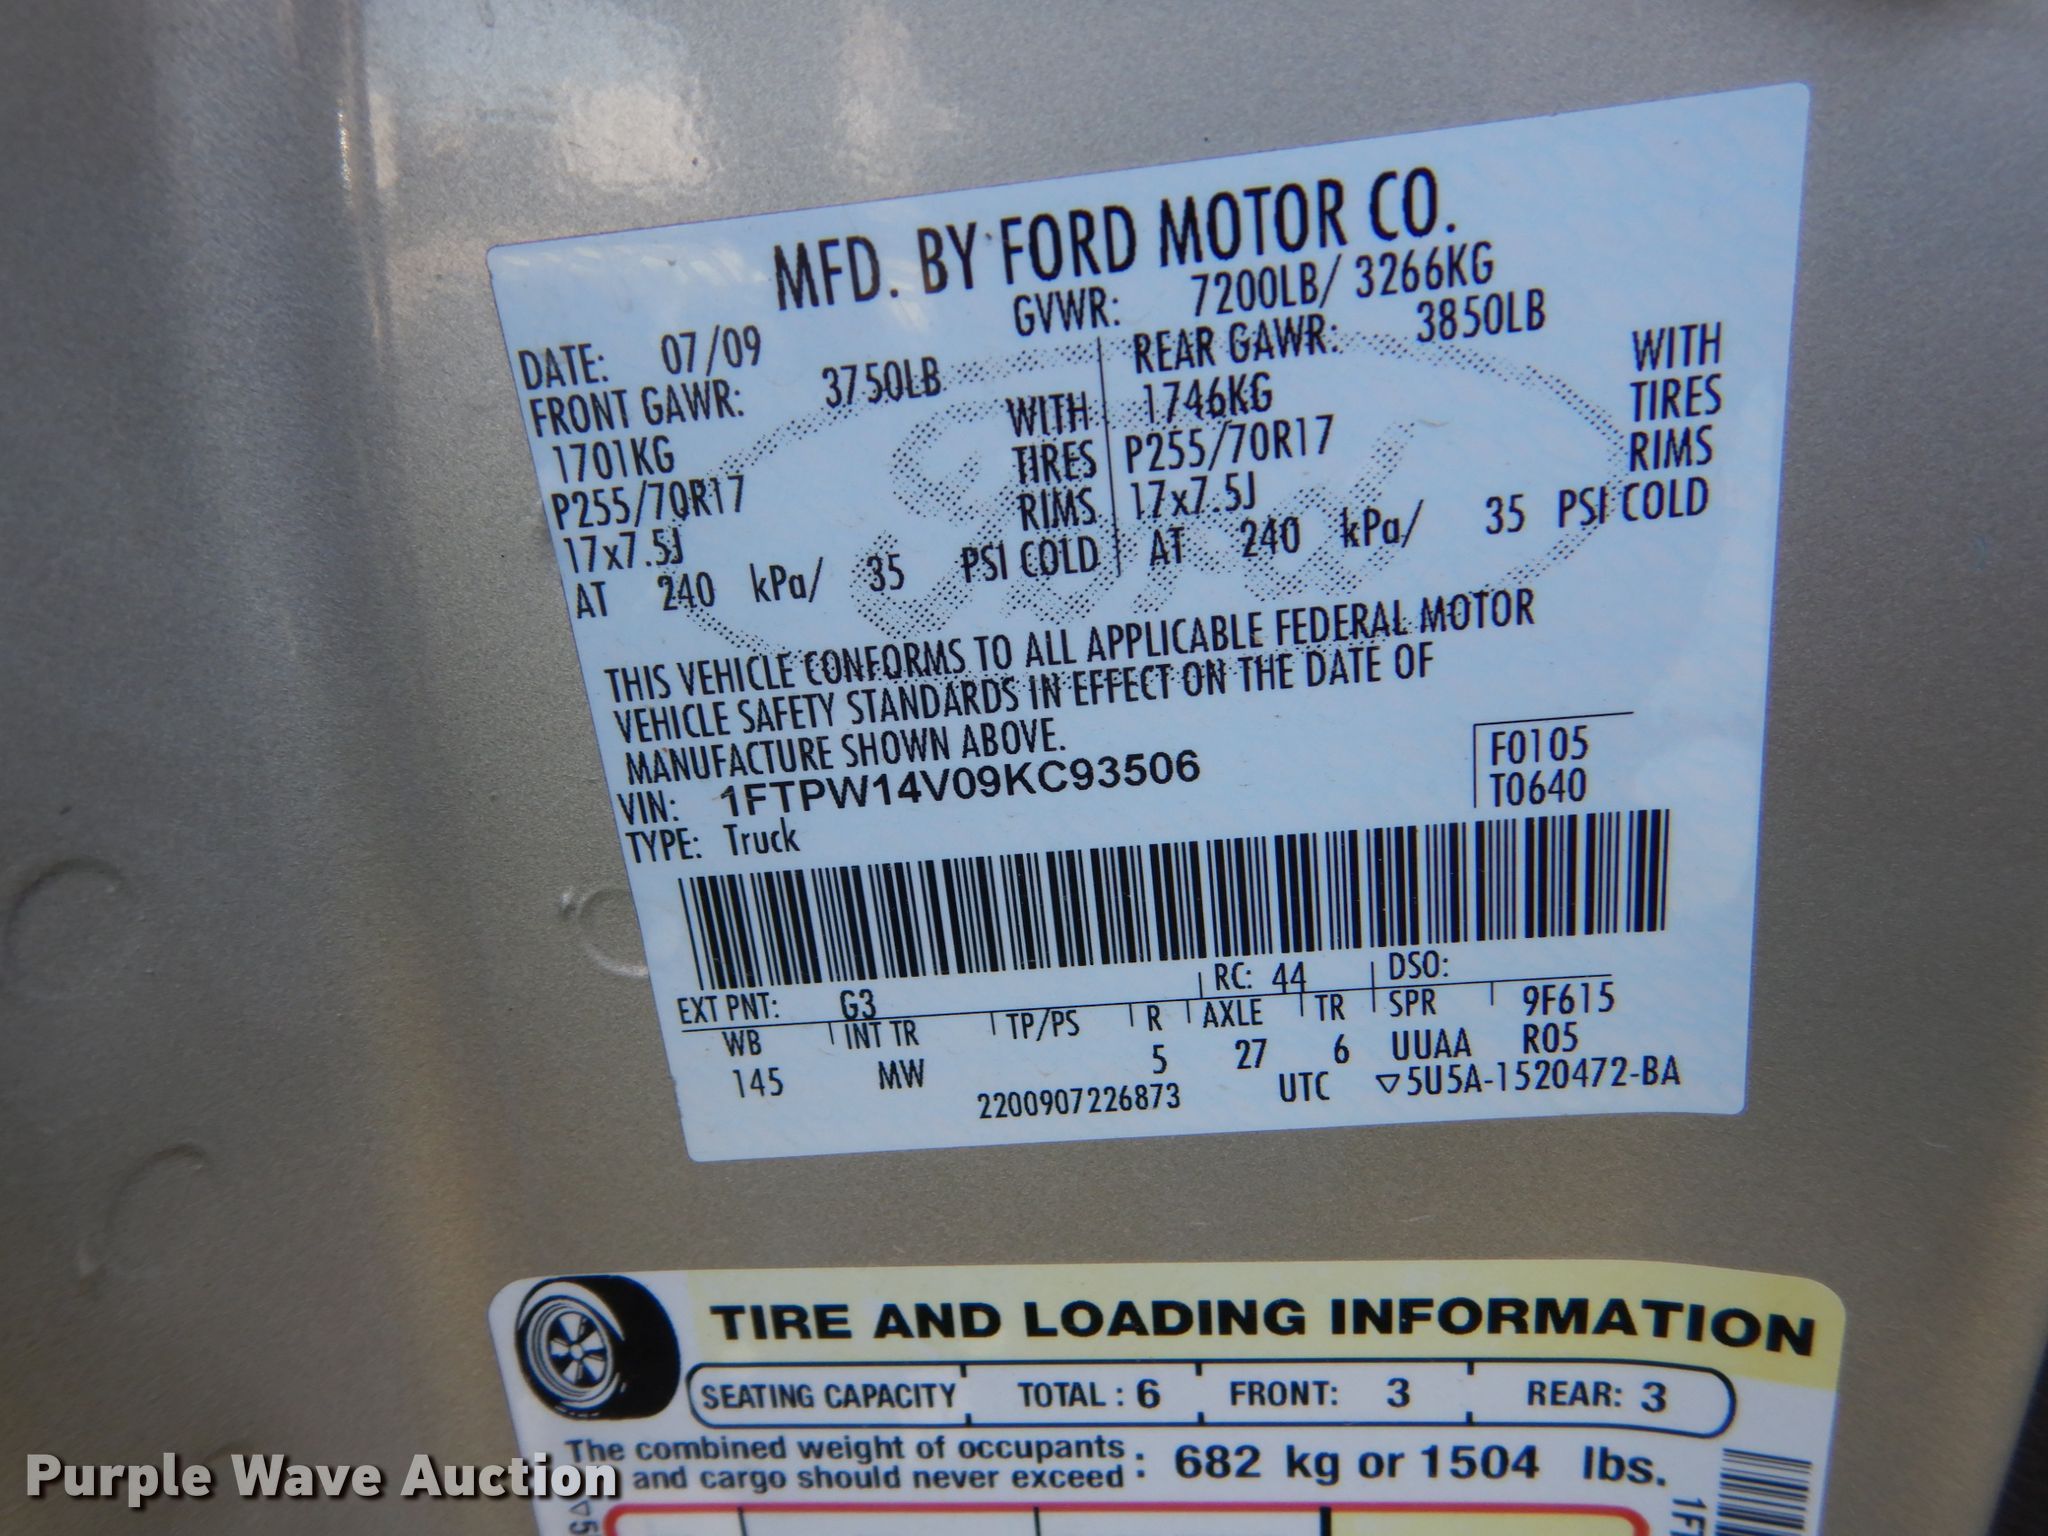 MFD. BY FORD MOTOR CO.
DATE: 07/09 GVWR: 7200LB/ 3266KG
FRONT GAWR: 3750LB REAR GAWR: 3850LB
1701KG WITH 1746KG WITH
P255/70R17 TIRES P255/70R17 TIRES
17x7.5J RIMS 17x7.5J RIMS
AT 240 kPa/ 35 PSI COLD AT 240 kPa/ 35 PSI COLD
THIS VEHICLE CONFORMS TO ALL APPLICABLE FEDERAL MOTOR
VEHICLE SAFETY STANDARDS IN EFFECT ON THE DATE OF
MANUFACTURE SHOWN ABOVE.
VIN: 1FTPW14V09KC93506 F0105
TYPE: Truck T0640
EXT PNT: G3 RC: 44 DSO:
WB INT TR TP/PS R AXLE TR SPR 9F615
145 MW 5 27 6 UUAA R05
2200907226873 UTC ▽5U5A-1520472-BA
TIRE AND LOADING INFORMATION
SEATING CAPACITY TOTAL : 6 FRONT: 3 REAR: 3
The combined weight of occupants : 682 kg or 1504 lbs.
and cargo should never exceed :
Purple Wave Auction